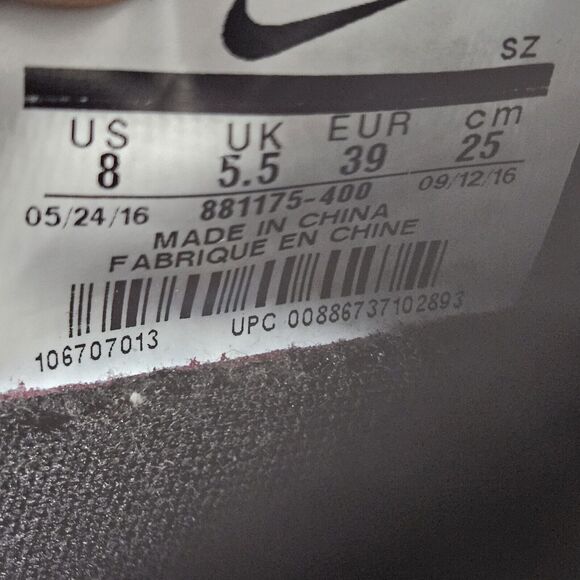 SZ
US UK EUR cm
8 5.5 39 25
05/24/16 881175-400 09/12/16
MADE IN CHINA
FABRIQUE EN CHINE
106707013 UPC 00886737102893